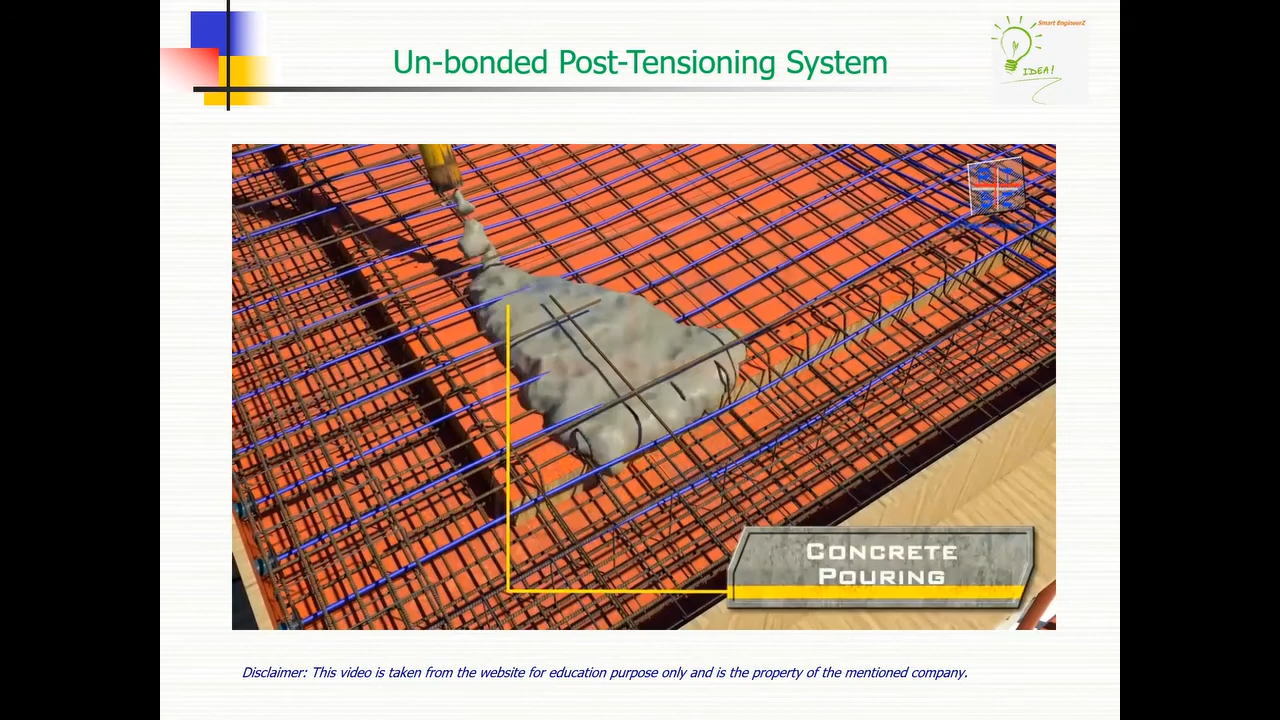 Smart EngineerZ
Un-bonded Post-Tensioning System
IDEA!
CONCRETE
POURING
Disclaimer: This video is taken from the website for education purpose only and is the property of the mentioned company.